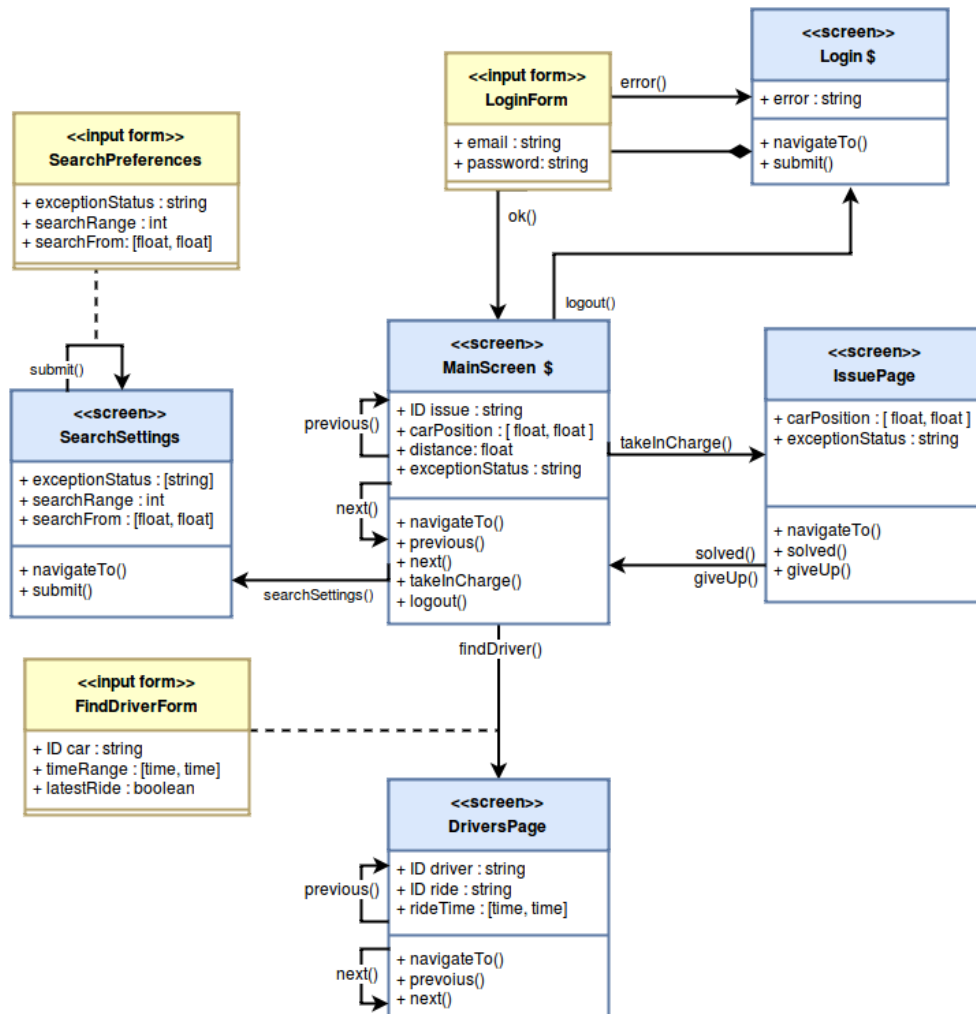 <<screen>>
Login $
+ error : string
+ navigateTo()
+ submit()
<<input form>>
LoginForm
+ email : string
+ password: string
error()
ok()
logout()
<<input form>>
SearchPreferences
+ exceptionStatus : string
+ searchRange : int
+ searchFrom: [float, float]
submit()
<<screen>>
SearchSettings
+ exceptionStatus : [string]
+ searchRange : int
+ searchFrom : [float, float]
+ navigateTo()
+ submit()
<<screen>>
MainScreen $
+ ID issue : string
+ carPosition : [ float, float ]
+ distance: float
+ exceptionStatus : string
+ navigateTo()
+ previous()
+ next()
+ takeInCharge()
+ logout()
previous()
next()
searchSettings()
takeInCharge()
solved()
giveUp()
<<screen>>
IssuePage
+ carPosition : [ float, float ]
+ exceptionStatus : string
+ navigateTo()
+ solved()
+ giveUp()
findDriver()
<<input form>>
FindDriverForm
+ ID car : string
+ timeRange : [time, time]
+ latestRide : boolean
<<screen>>
DriversPage
+ ID driver : string
+ ID ride : string
+ rideTime : [time, time]
+ navigateTo()
+ prevoius()
+ next()
previous()
next()